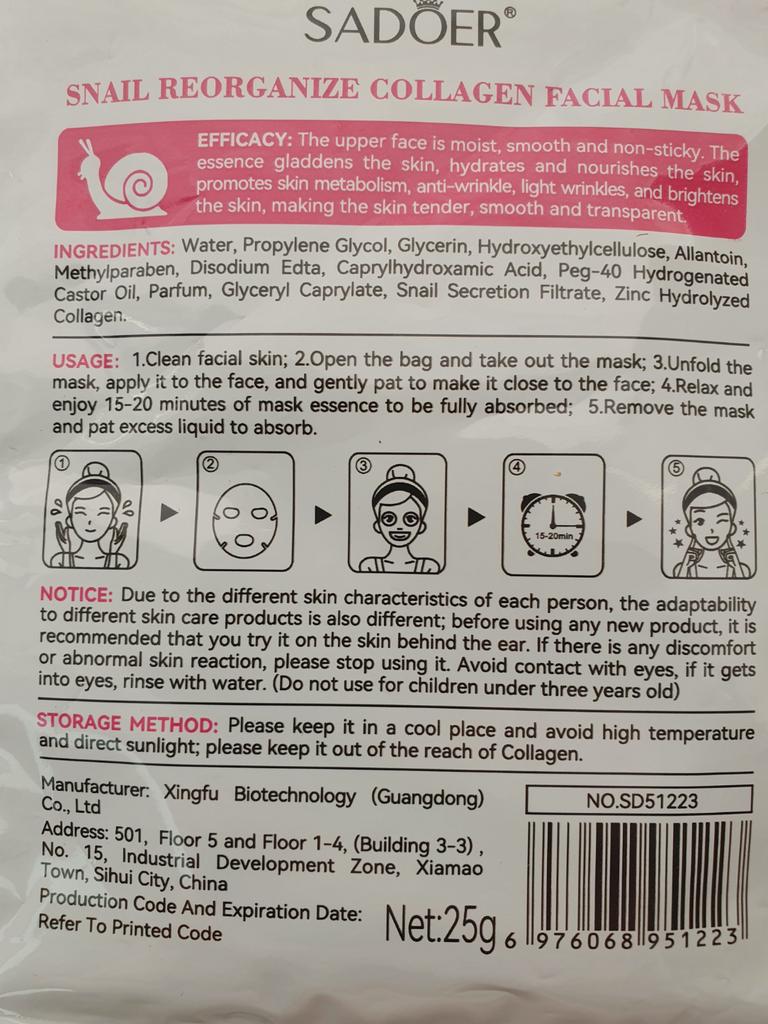 SADOER®
SNAIL REORGANIZE COLLAGEN FACIAL MASK
EFFICACY: The upper face is moist, smooth and non-sticky. The
essence gladdens the skin, hydrates and nourishes the skin,
promotes skin metabolism, anti-wrinkle, light wrinkles, and brightens
the skin, making the skin tender, smooth and transparent.
INGREDIENTS: Water, Propylene Glycol, Glycerin, Hydroxyethylcellulose, Allantoin,
Methylparaben, Disodium Edta, Caprylhydroxamic Acid, Peg-40 Hydrogenated
Castor Oil, Parfum, Glyceryl Caprylate, Snail Secretion Filtrate, Zinc Hydrolyzed
Collagen.
USAGE: 1.Clean facial skin; 2.Open the bag and take out the mask; 3.Unfold the
mask, apply it to the face, and gently pat to make it close to the face; 4.Relax and
enjoy 15-20 minutes of mask essence to be fully absorbed; 5.Remove the mask
and pat excess liquid to absorb.
① ② ③ ④ ⑤
15-20min
NOTICE: Due to the different skin characteristics of each person, the adaptability
to different skin care products is also different; before using any new product, it is
recommended that you try it on the skin behind the ear. If there is any discomfort
or abnormal skin reaction, please stop using it. Avoid contact with eyes, if it gets
into eyes, rinse with water. (Do not use for children under three years old)
STORAGE METHOD: Please keep it in a cool place and avoid high temperature
and direct sunlight; please keep it out of the reach of Collagen.
Manufacturer: Xingfu Biotechnology (Guangdong)
Co., Ltd
Address: 501, Floor 5 and Floor 1-4, (Building 3-3) ,
No. 15, Industrial Development Zone, Xiamao
Town, Sihui City, China
Production Code And Expiration Date:
Refer To Printed Code
Net:25g
NO.SD51223
6 976068 951223